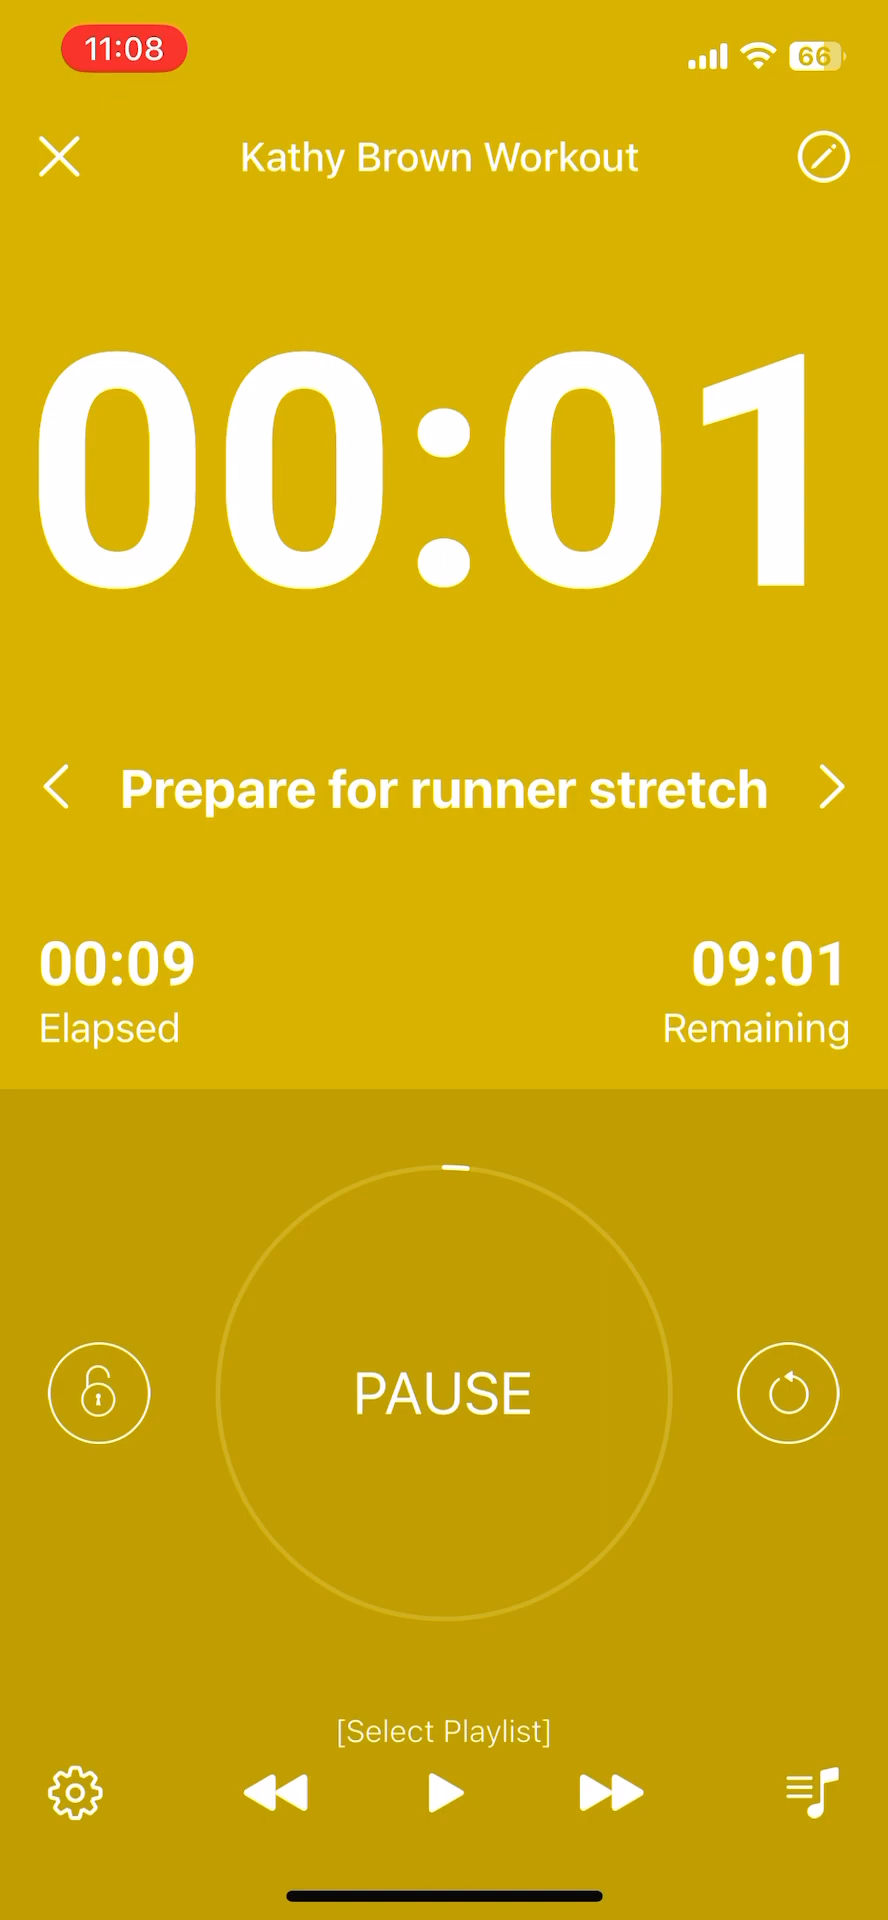 11:08
66
Kathy Brown Workout
00:01
Prepare for runner stretch
00:09
09:01
Elapsed
Remaining
PAUSE
[Select Playlist]